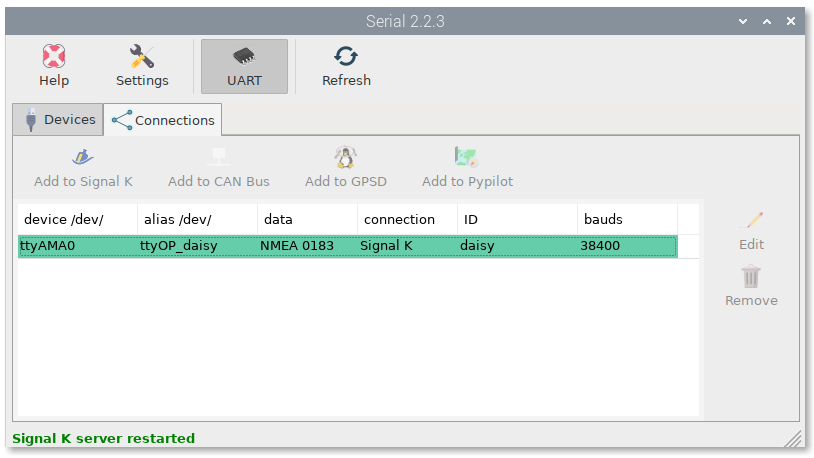 Serial 2.2.3
Help Settings UART Refresh
Devices Connections
Add to Signal K Add to CAN Bus Add to GPSD Add to Pypilot
device /dev/ alias /dev/ data connection ID bauds
ttyAMA0 ttyOP_daisy NMEA 0183 Signal K daisy 38400
Edit
Remove
Signal K server restarted